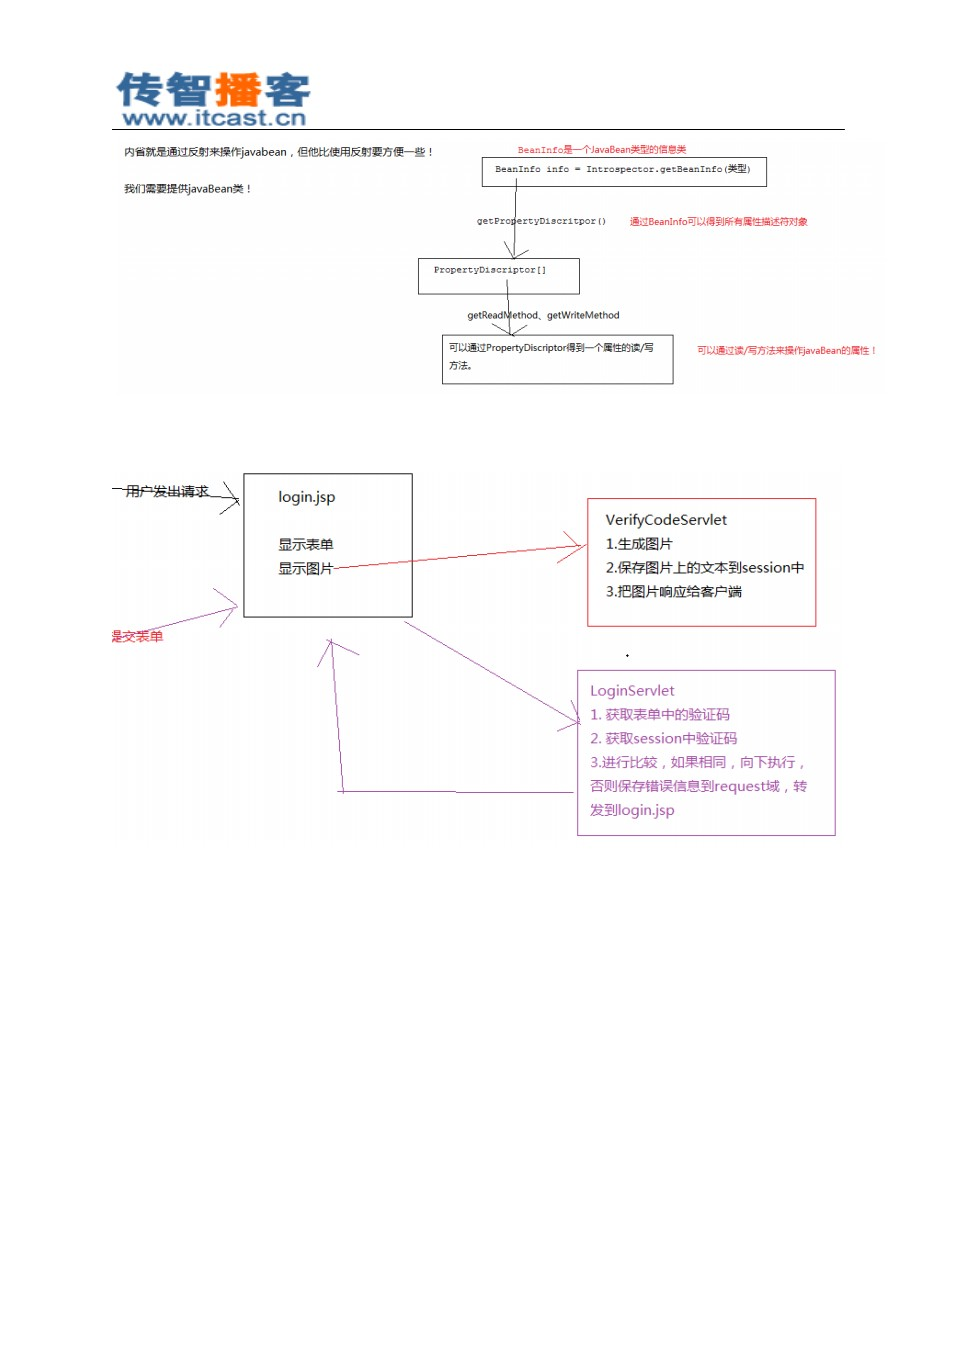 传智播客
www.itcast.cn
内省就是通过反射来操作javabean，但他比使用反射要方便一些！
我们需要提供javaBean类！
BeanInfo是一个JavaBean类型的信息类
BeanInfo info = Introspector.getBeanInfo(类型)
getPropertyDiscritpor()
通过BeanInfo可以得到所有属性描述符对象
PropertyDiscriptor[]
getReadMethod、getWriteMethod
可以通过PropertyDiscriptor得到一个属性的读/写
方法。
可以通过读/写方法来操作javaBean的属性！
用户发出请求
login.jsp
显示表单
显示图片
提交表单
VerifyCodeServlet
1.生成图片
2.保存图片上的文本到session中
3.把图片响应给客户端
LoginServlet
1. 获取表单中的验证码
2. 获取session中验证码
3.进行比较，如果相同，向下执行，
否则保存错误信息到request域，转
发到login.jsp